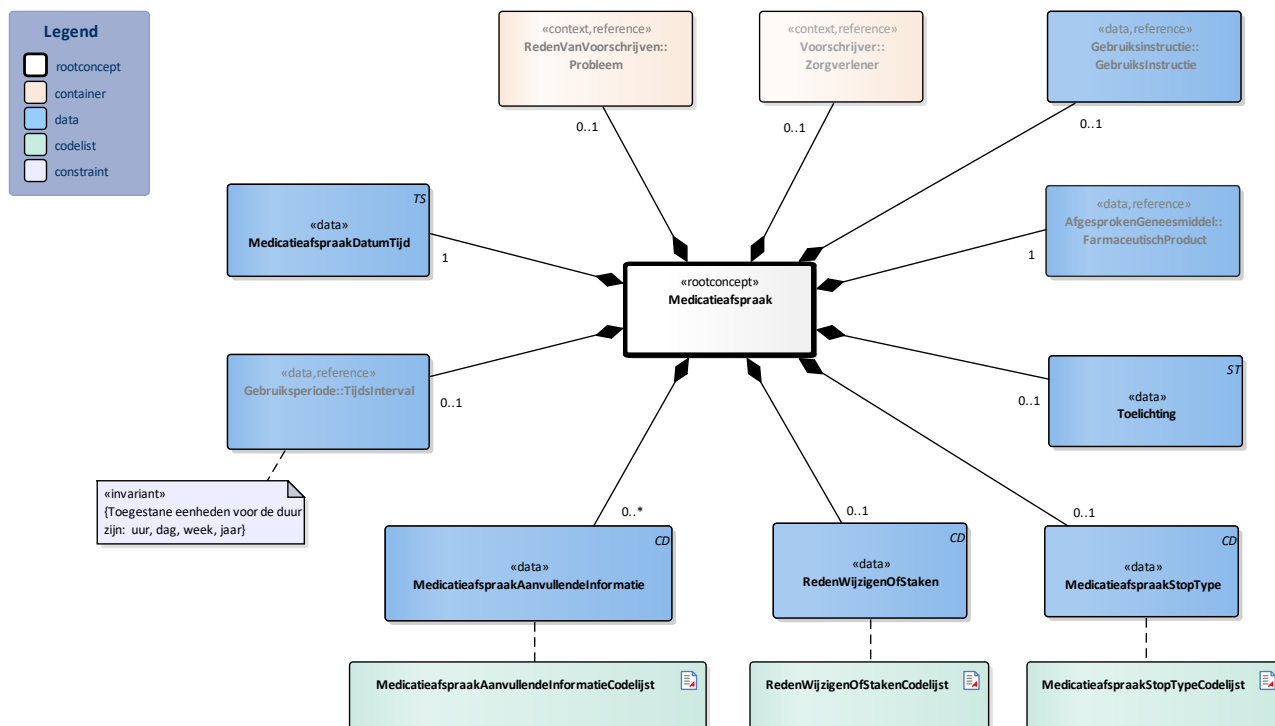 Legend
rootconcept
container
data
codelist
constraint
«context,reference»
RedenVanVoorschrijven::
Probleem
0..1
«context,reference»
Voorschrijver::
Zorgverlener
0..1
«data,reference»
Gebruiksinstructie::
GebruiksInstructie
0..1
TS
«data»
MedicatieafspraakDatumTijd
1
«data,reference»
AfgesprokenGeneesmiddel::
FarmaceutischProduct
1
«rootconcept»
Medicatieafspraak
«data,reference»
Gebruiksperiode::TijdsInterval
0..1
ST
«data»
Toelichting
0..1
«invariant»
{Toegestane eenheden voor de duur
zijn: uur, dag, week, jaar}
0..*
CD
«data»
MedicatieafspraakAanvullendeInformatie
0..1
CD
«data»
RedenWijzigenOfStaken
0..1
CD
«data»
MedicatieafspraakStopType
MedicatieafspraakAanvullendeInformatieCodelijst
RedenWijzigenOfStakenCodelijst
MedicatieafspraakStopTypeCodelijst